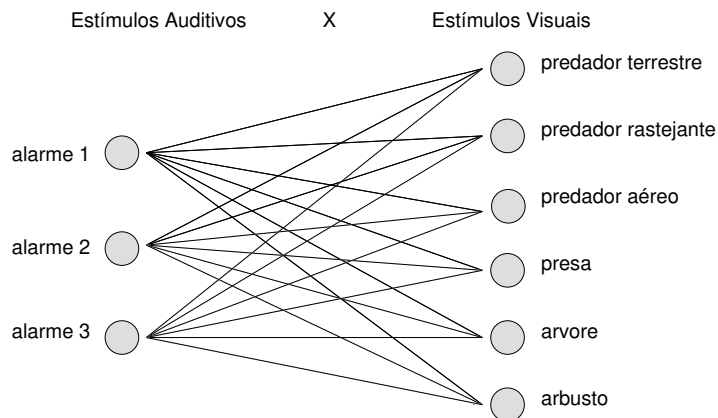 Estímulos Auditivos X Estímulos Visuais
predador terrestre
predador rastejante
alarme 1
predador aéreo
alarme 2
presa
alarme 3
arvore
arbusto